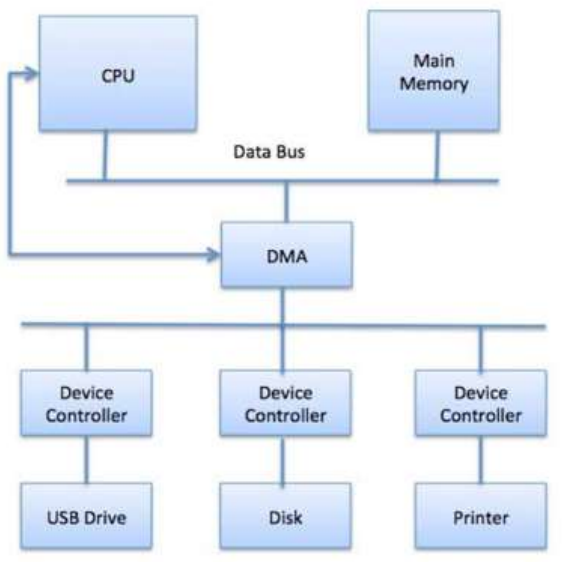 CPU
Main
Memory
Data Bus
DMA
Device
Controller
Device
Controller
Device
Controller
USB Drive
Disk
Printer